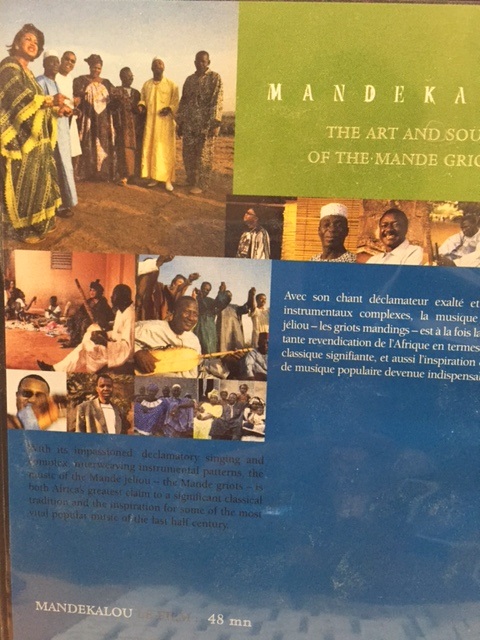 MANDEKA
THE ART AND SOU
OF THE MANDE GRIO
Avec son chant déclamateur exalté et
instrumentaux complexes, la musique
jéliou – les griots mandings – est à la fois la
tante revendication de l'Afrique en termes
classique signifiante, et aussi l'inspiration
de musique populaire devenue indispensa
With its impassioned declamatory singing and
complex interweaving instrumental patterns, the
music of the Mande jeliou – the Mande griots – is
both Africa's greatest claim to a significant classical
tradition and the inspiration for some of the most
vital popular music of the last half century.
MANDEKALOU 48 mn